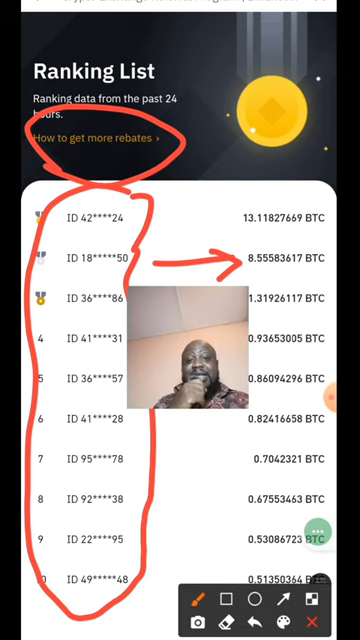 Ranking List
Ranking data from the past 24
hours.
How to get more rebates ›
ID 42****24 13.11827669 BTC
ID 18*****50 8.55583617 BTC
ID 36****86 1.31926117 BTC
4 ID 41****31 0.93653005 BTC
5 ID 36****57 0.86094296 BTC
6 ID 41****28 0.82416658 BTC
7 ID 95****78 0.7042321 BTC
8 ID 92****38 0.67553463 BTC
9 ID 22****95 0.53086723 BTC
10 ID 49*****48 0.51350364 BTC